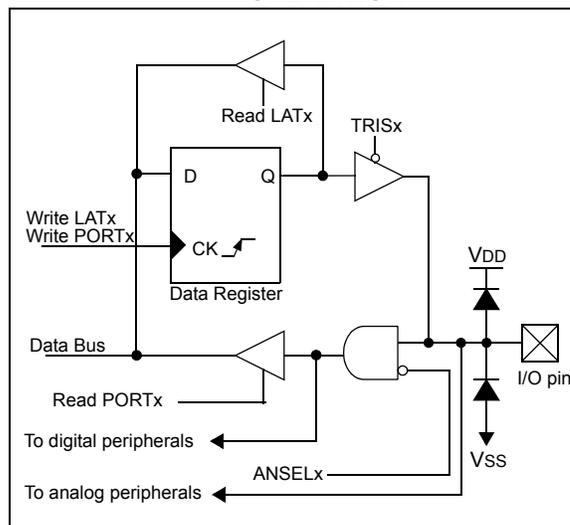 Read LATx
TRISx
D
Q
Write LATx
Write PORTx
CK
Data Register
VDD
Data Bus
I/O pin
Read PORTx
To digital peripherals
VSS
ANSELx
To analog peripherals